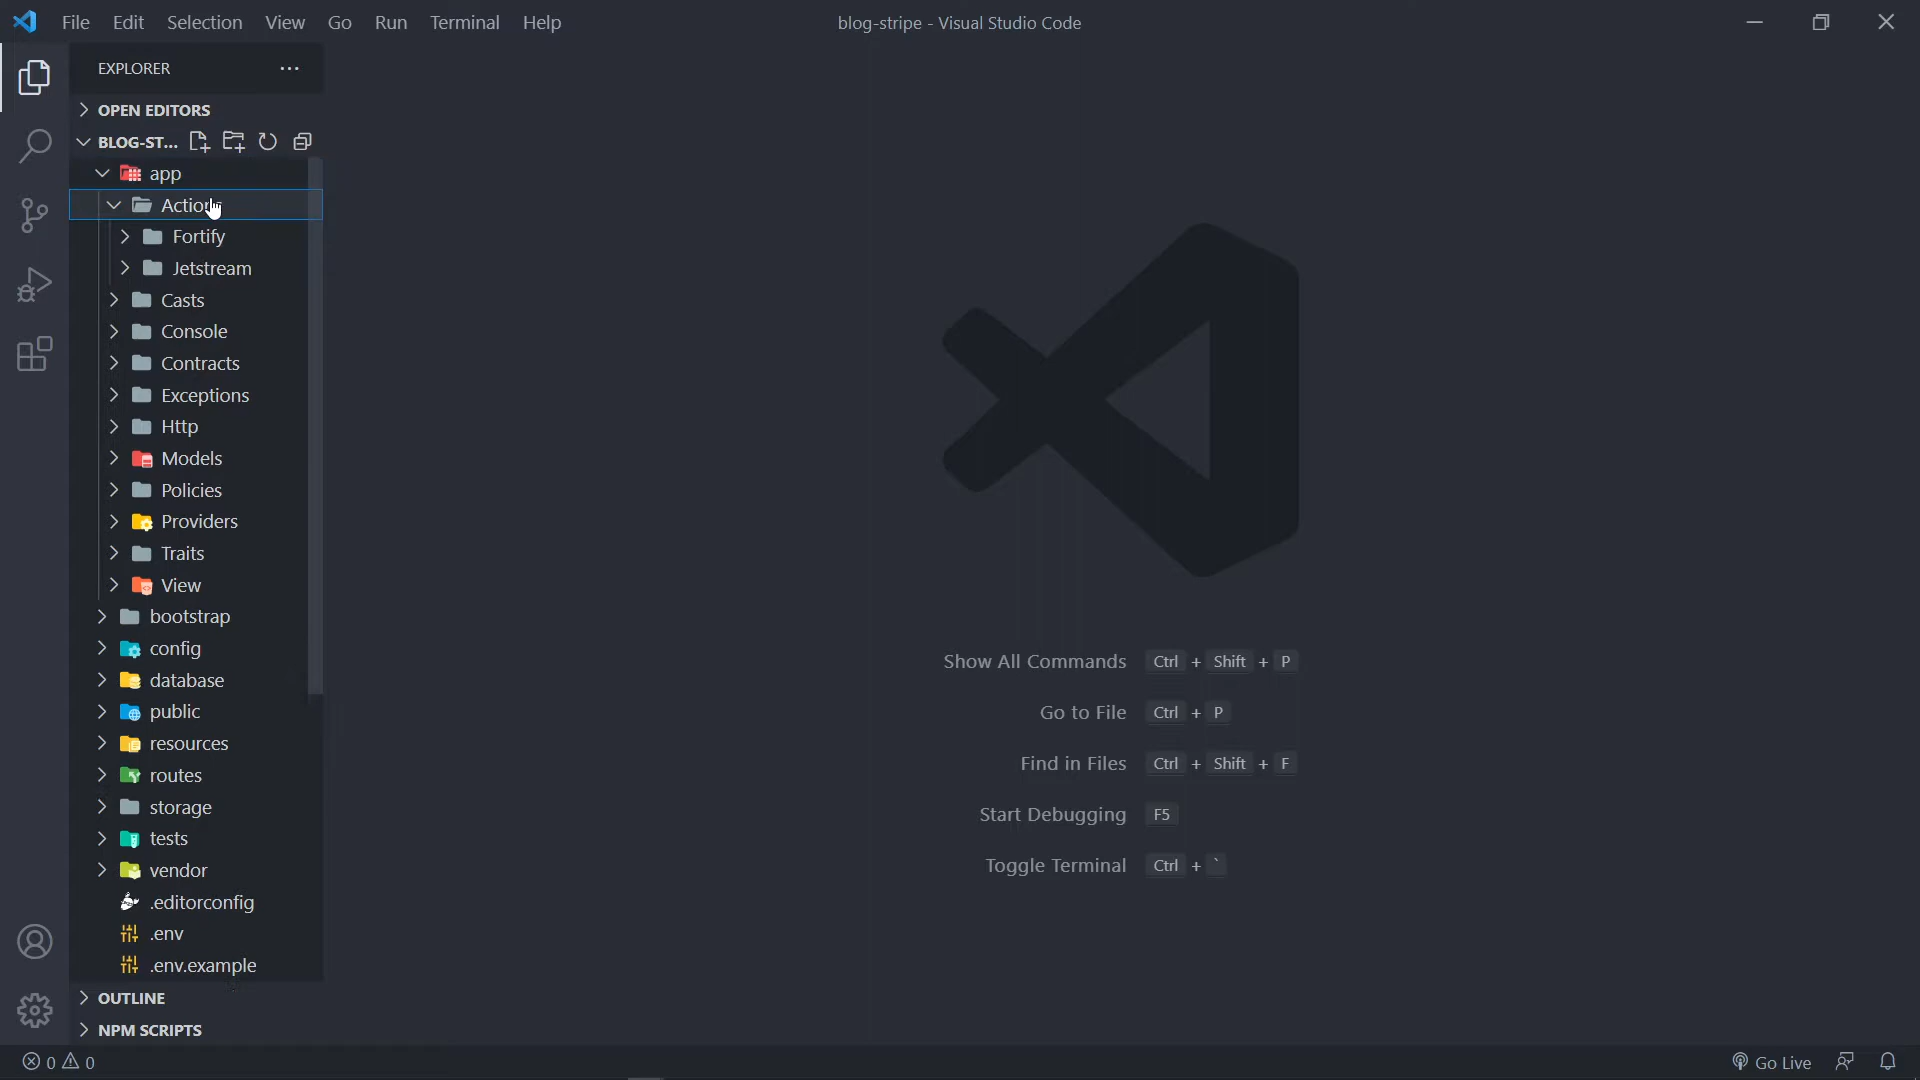 File Edit Selection View Go Run Terminal Help
blog-stripe - Visual Studio Code
EXPLORER
OPEN EDITORS
BLOG-ST...
app
Fortify
Jetstream
Casts
Console
Contracts
Exceptions
Http
Models
Policies
Providers
Traits
View
bootstrap
config
database
public
resources
routes
storage
tests
vendor
.editorconfig
.env
.env.example
OUTLINE
NPM SCRIPTS
Show All Commands Ctrl + Shift + P
Go to File Ctrl + P
Find in Files Ctrl + Shift + F
Start Debugging F5
Toggle Terminal Ctrl + `
0 0
Go Live